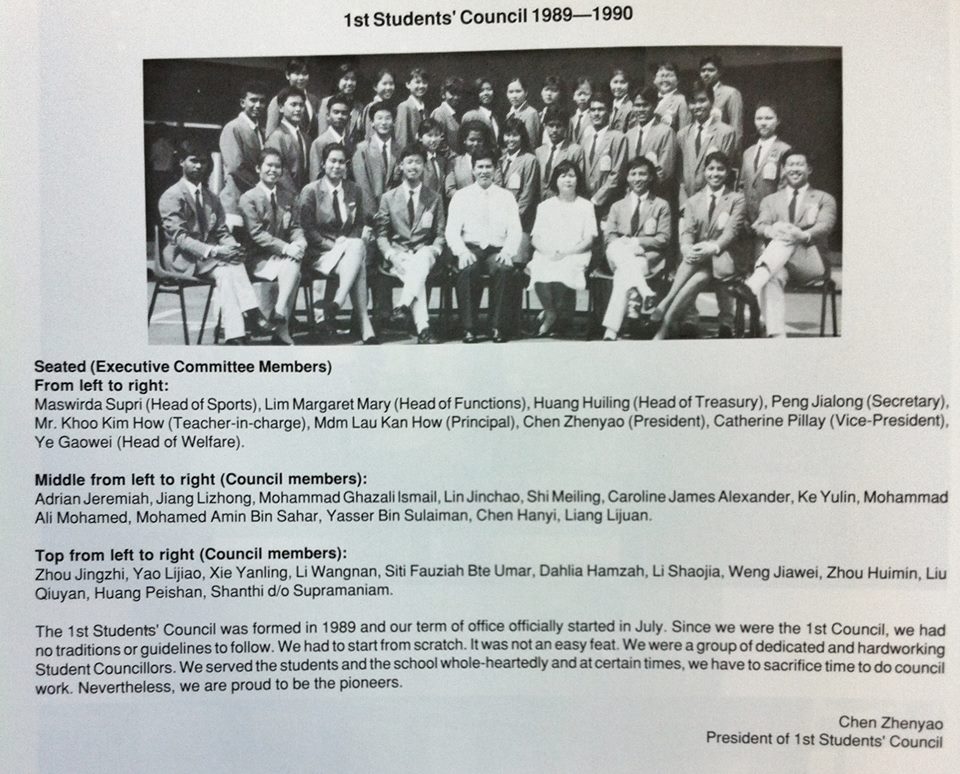 1st Students' Council 1989—1990
Seated (Executive Committee Members)
From left to right:
Maswirda Supri (Head of Sports), Lim Margaret Mary (Head of Functions), Huang Huiling (Head of Treasury), Peng Jialong (Secretary),
Mr. Khoo Kim How (Teacher-in-charge), Mdm Lau Kan How (Principal), Chen Zhenyao (President), Catherine Pillay (Vice-President),
Ye Gaowei (Head of Welfare).
Middle from left to right (Council members):
Adrian Jeremiah, Jiang Lizhong, Mohammad Ghazali Ismail, Lin Jinchao, Shi Meiling, Caroline James Alexander, Ke Yulin, Mohammad
Ali Mohamed, Mohamed Amin Bin Sahar, Yasser Bin Sulaiman, Chen Hanyi, Liang Lijuan.
Top from left to right (Council members):
Zhou Jingzhi, Yao Lijiao, Xie Yanling, Li Wangnan, Siti Fauziah Bte Umar, Dahlia Hamzah, Li Shaojia, Weng Jiawei, Zhou Huimin, Liu
Qiuyan, Huang Peishan, Shanthi d/o Supramaniam.
The 1st Students' Council was formed in 1989 and our term of office officially started in July. Since we were the 1st Council, we had
no traditions or guidelines to follow. We had to start from scratch. It was not an easy feat. We were a group of dedicated and hardworking
Student Councillors. We served the students and the school whole-heartedly and at certain times, we have to sacrifice time to do council
work. Nevertheless, we are proud to be the pioneers.
Chen Zhenyao
President of 1st Students' Council